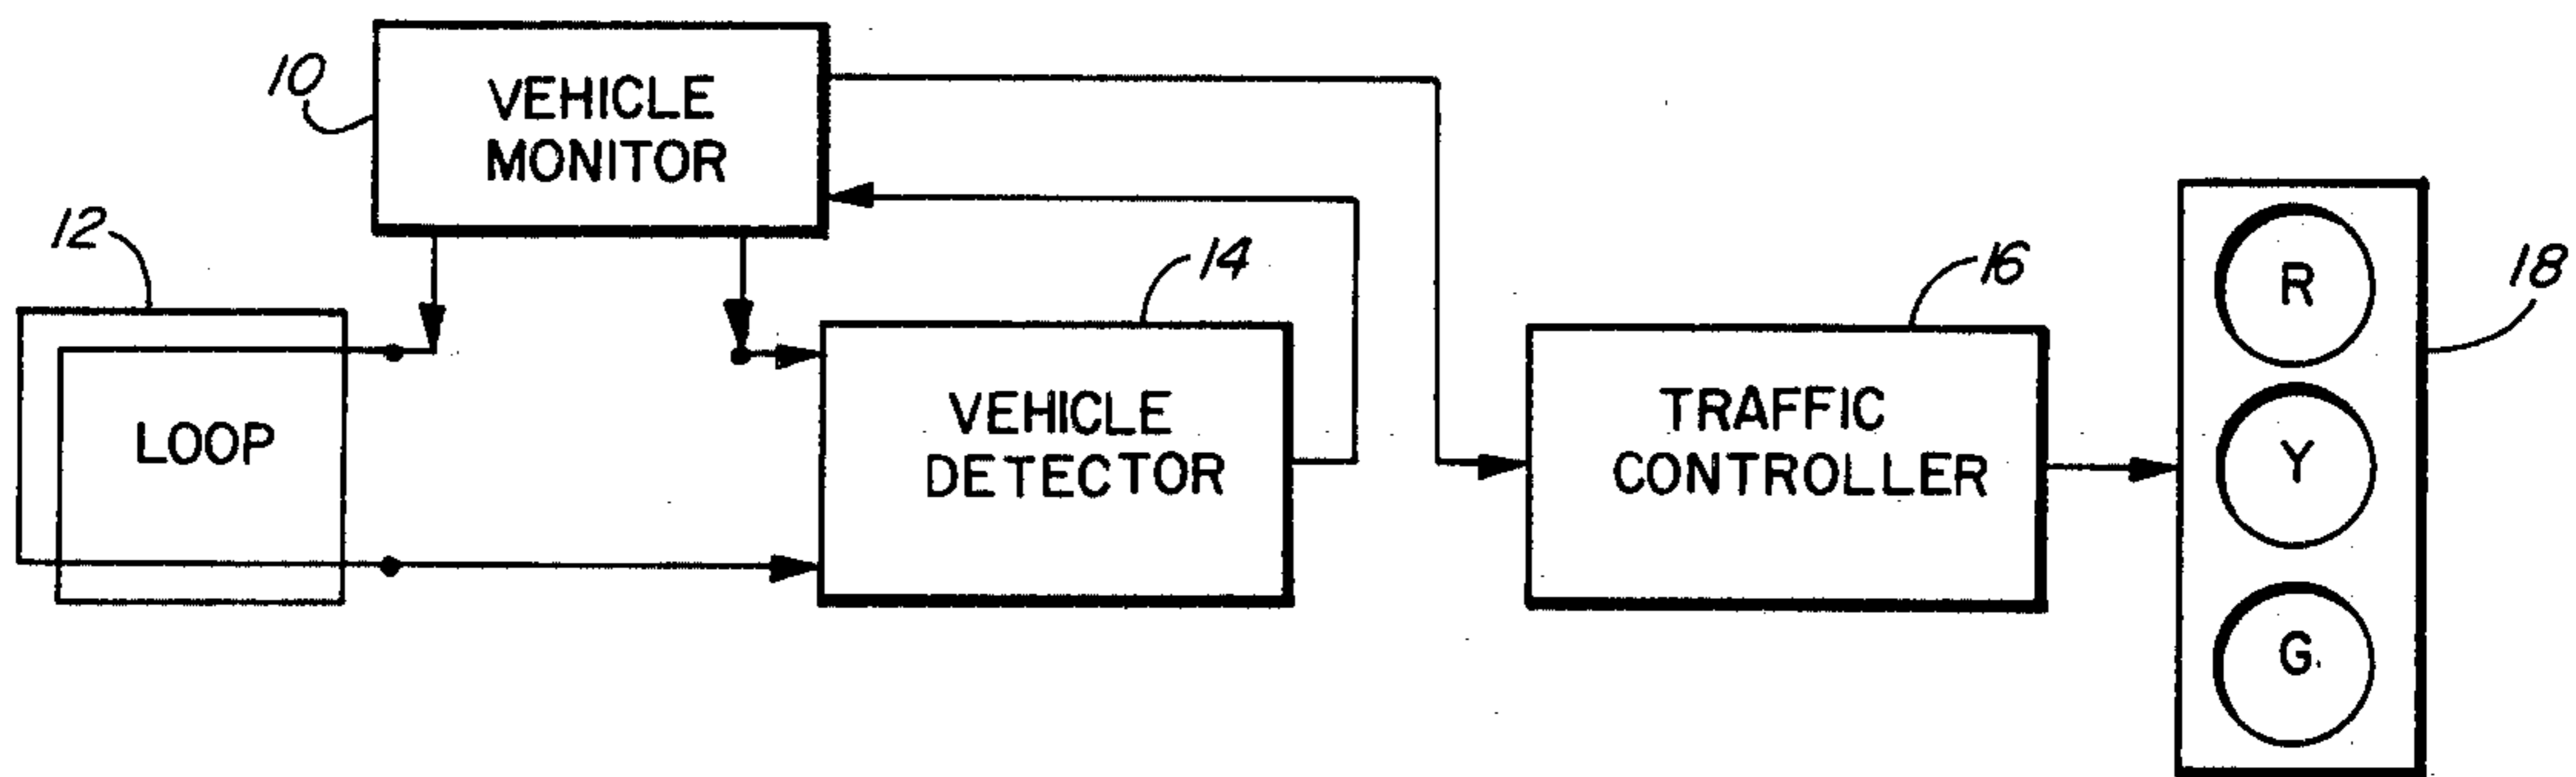 10
VEHICLE
MONITOR
12
LOOP
14
VEHICLE
DETECTOR
16
TRAFFIC
CONTROLLER
18
R
Y
G